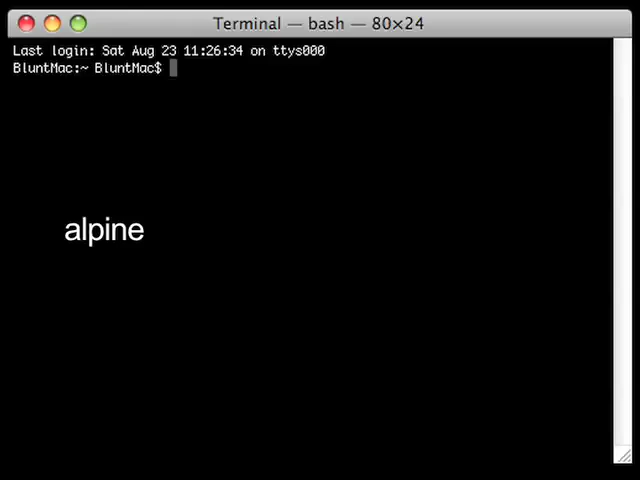 Terminal — bash — 80×24
Last login: Sat Aug 23 11:26:34 on ttys000
BluntMac:~ BluntMac$
alpine